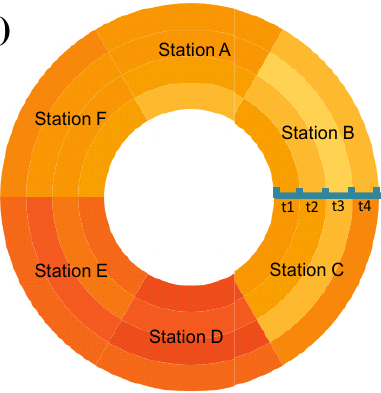 )
Station A
Station F
Station B
t1 t2 t3 t4
Station E
Station C
Station D